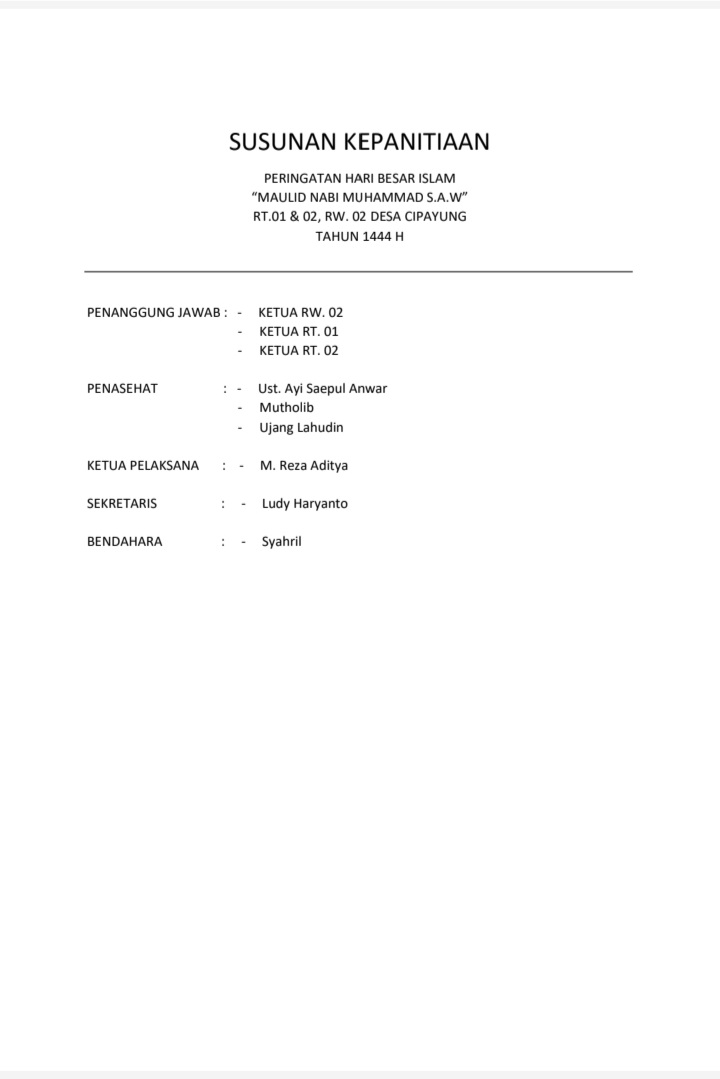 SUSUNAN KEPANITIAAN
PERINGATAN HARI BESAR ISLAM
“MAULID NABI MUHAMMAD S.A.W”
RT.01 & 02, RW. 02 DESA CIPAYUNG
TAHUN 1444 H
PENANGGUNG JAWAB : - KETUA RW. 02
- KETUA RT. 01
- KETUA RT. 02
PENASEHAT : - Ust. Ayi Saepul Anwar
- Mutholib
- Ujang Lahudin
KETUA PELAKSANA : - M. Reza Aditya
SEKRETARIS : - Ludy Haryanto
BENDAHARA : - Syahril